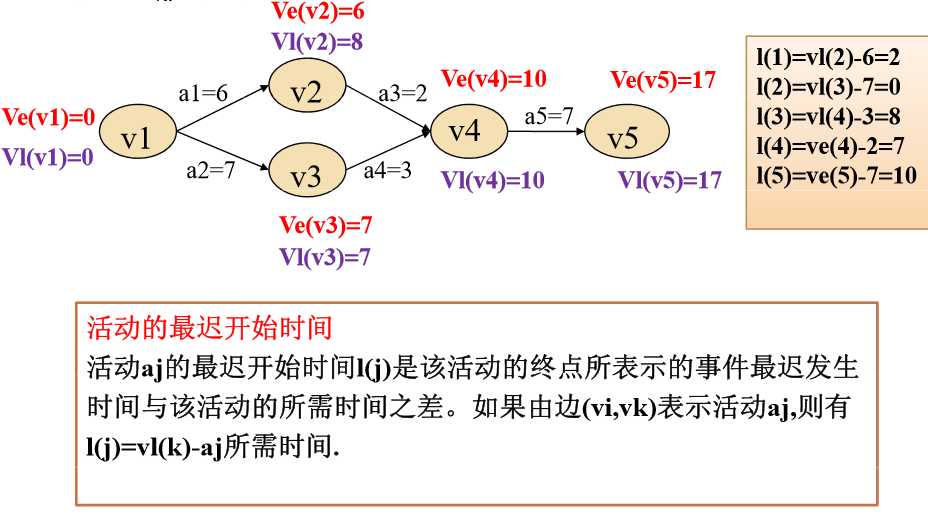 Ve(v2)=6
Vl(v2)=8
Ve(v1)=0
Vl(v1)=0
v1
a1=6
v2
a3=2
a2=7
v3
a4=3
Ve(v3)=7
Vl(v3)=7
Ve(v4)=10
v4
Vl(v4)=10
a5=7
Ve(v5)=17
v5
Vl(v5)=17
l(1)=vl(2)-6=2
l(2)=vl(3)-7=0
l(3)=vl(4)-3=8
l(4)=ve(4)-2=7
l(5)=ve(5)-7=10
活动的最迟开始时间
活动aj的最迟开始时间l(j)是该活动的终点所表示的事件最迟发生
时间与该活动的所需时间之差。如果由边(vi,vk)表示活动aj,则有
l(j)=vl(k)-aj所需时间.